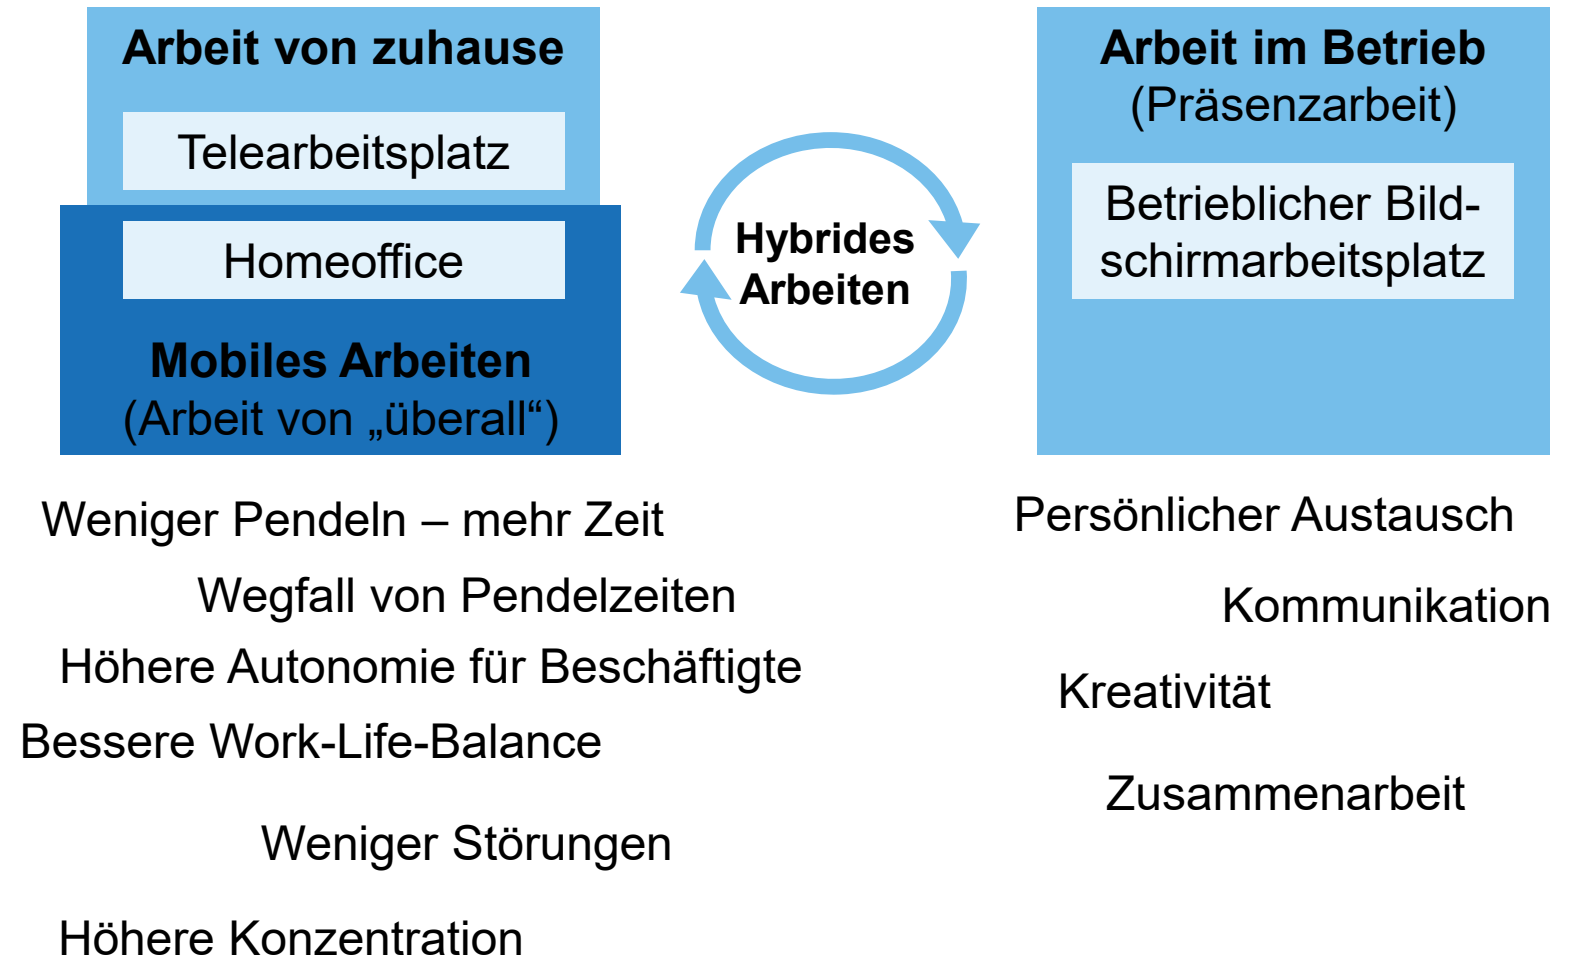 Arbeit von zuhause
Telearbeitsplatz
Homeoffice
Mobiles Arbeiten
(Arbeit von „überall“)
Hybrides
Arbeiten
Arbeit im Betrieb
(Präsenzarbeit)
Betrieblicher Bild-
schirmarbeitsplatz
Weniger Pendeln – mehr Zeit
Wegfall von Pendelzeiten
Höhere Autonomie für Beschäftigte
Bessere Work-Life-Balance
Weniger Störungen
Höhere Konzentration
Persönlicher Austausch
Kommunikation
Kreativität
Zusammenarbeit